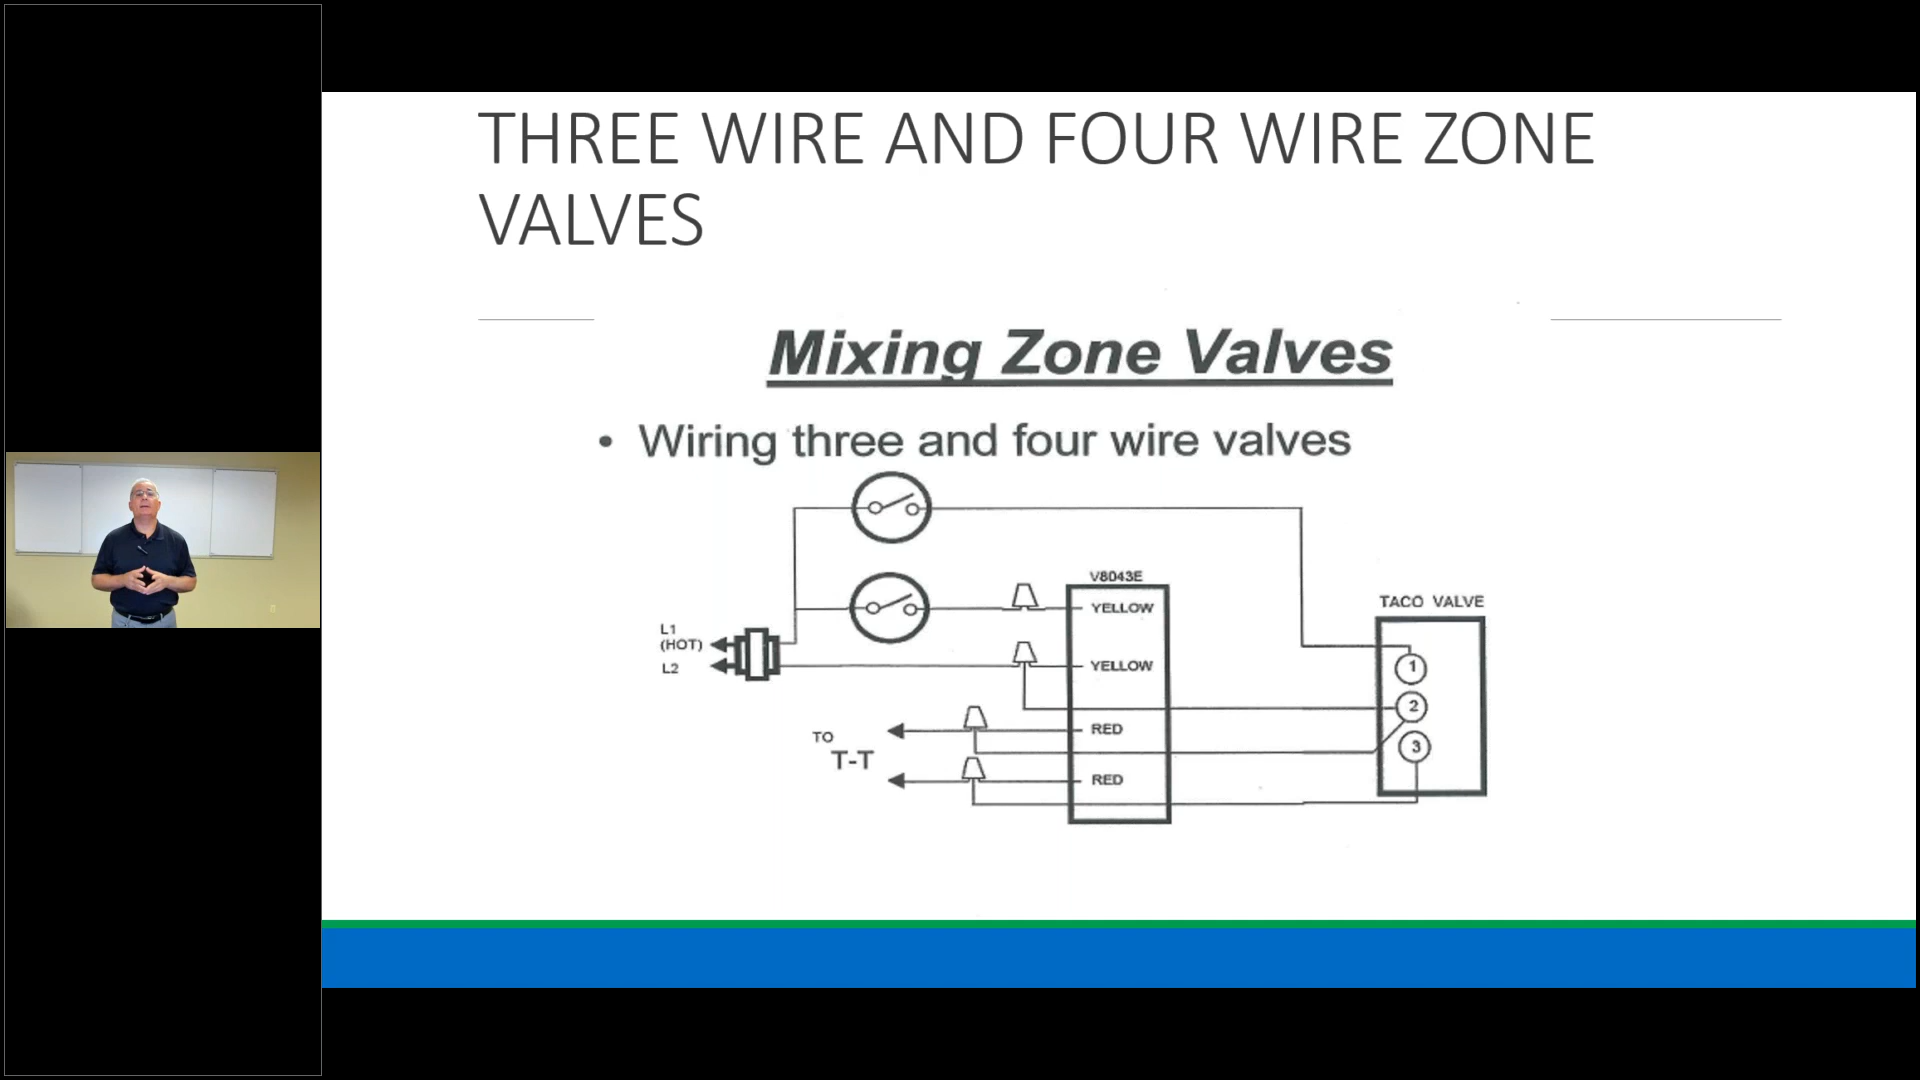 THREE WIRE AND FOUR WIRE ZONE
VALVES
Mixing Zone Valves
• Wiring three and four wire valves
V8043E
YELLOW
TACO VALVE
L1
(HOT)
L2
YELLOW
1
2
RED
TO
T-T
3
RED